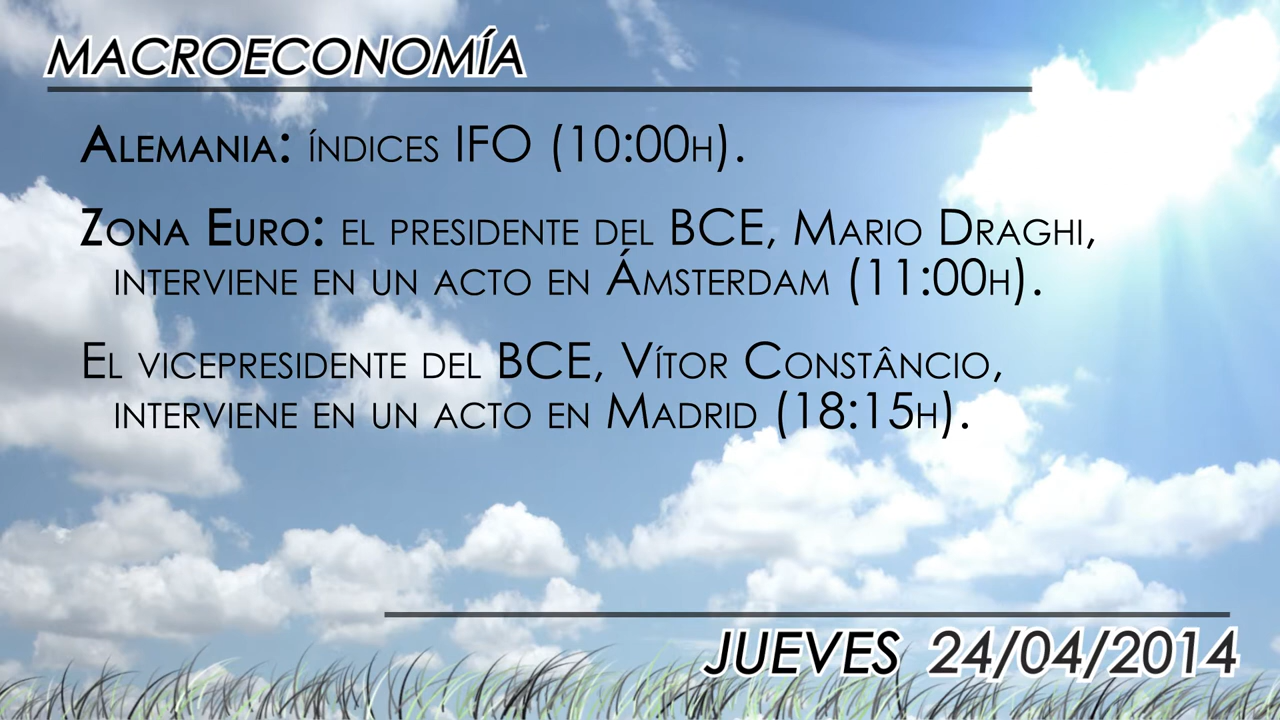 MACROECONOMÍA
Alemania: índices IFO (10:00h).
Zona Euro: el presidente del BCE, Mario Draghi,
interviene en un acto en Ámsterdam (11:00h).
El vicepresidente del BCE, Vítor Constâncio,
interviene en un acto en Madrid (18:15h).
JUEVES 24/04/2014